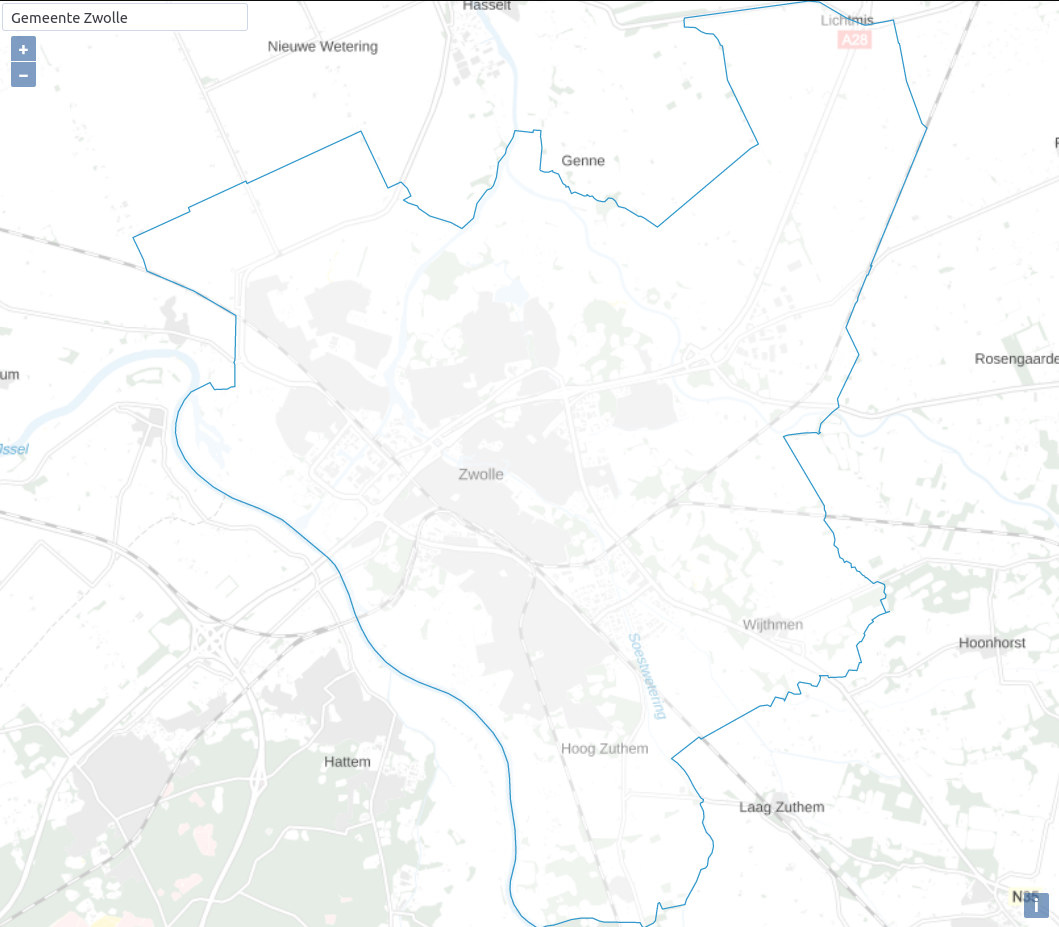 Gemeente Zwolle
+
−
Hasselt
Lichtmis
A28
Nieuwe Wetering
Genne
Rosengaarde
um
IJssel
Zwolle
Wijthmen
Soestwetering
Hoonhorst
Hoog Zuthem
Hattem
Laag Zuthem
N35
i